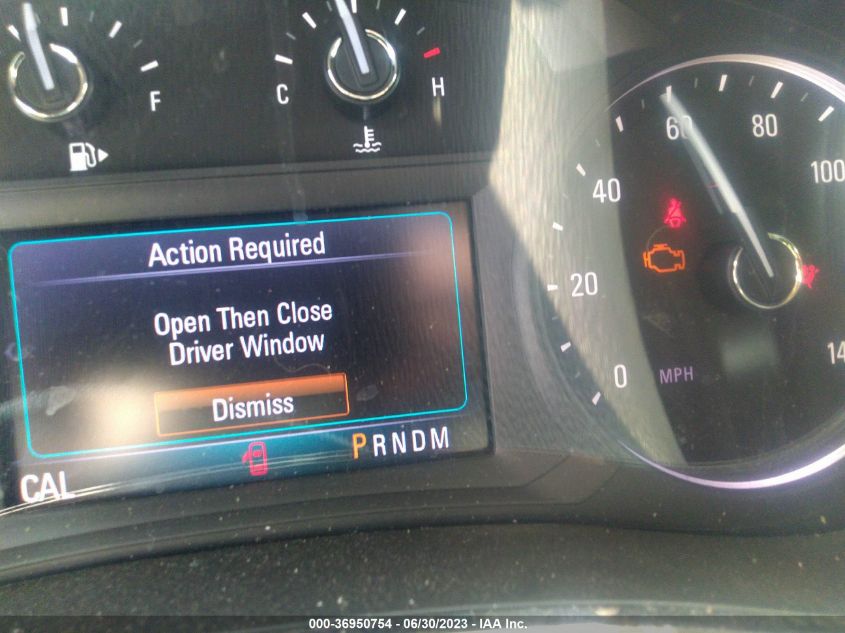 F
C
H
60
80
100
40
20
0
MPH
14
Action Required
Open Then Close
Driver Window
Dismiss
PRNDM
CAL
000-36950754 - 06/30/2023 - IAA Inc.